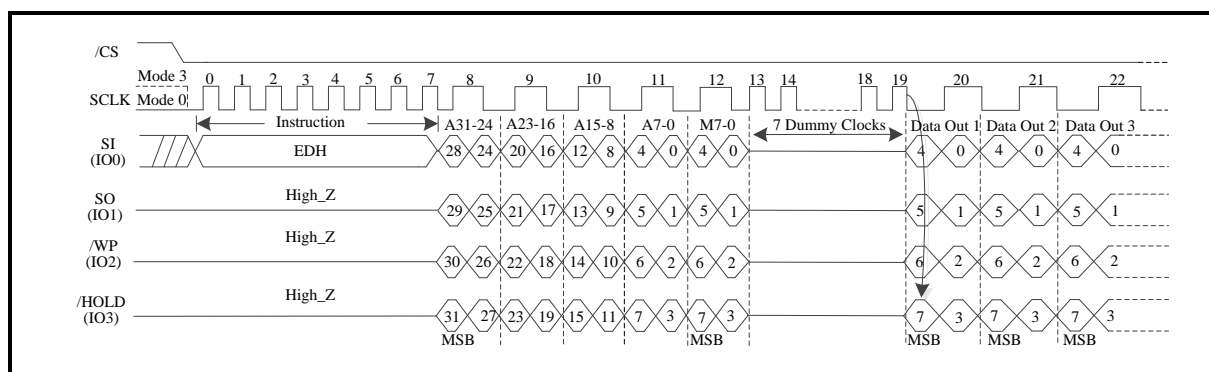 /CS
Mode 3 0 1 2 3 4 5 6 7 8 9 10 11 12 13 14 18 19 20 21 22
SCLK Mode 0
Instruction A31-24 A23-16 A15-8 A7-0 M7-0 7 Dummy Clocks Data Out 1 Data Out 2 Data Out 3
SI
(IO0) EDH 28 24 20 16 12 8 4 0 4 0 4 0 4 0 4 0
High_Z
SO
(IO1) 29 25 21 17 13 9 5 1 5 1 5 1 5 1 5 1
High_Z
/WP
(IO2) 30 26 22 18 14 10 6 2 6 2 6 2 6 2 6 2
High_Z
/HOLD
(IO3) 31 27 23 19 15 11 7 3 7 3 7 3 7 3 7 3
MSB MSB MSB MSB MSB